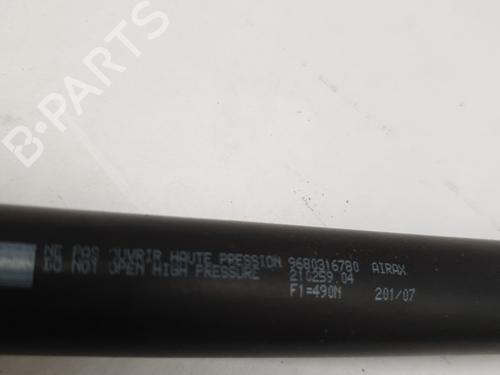 B-PARTS
NE PAS OUVRIR HAUTE PRESSION 9680316780 AIRAX
DO NOT OPEN HIGH PRESSURE 210259.04
F1=490N 201/07